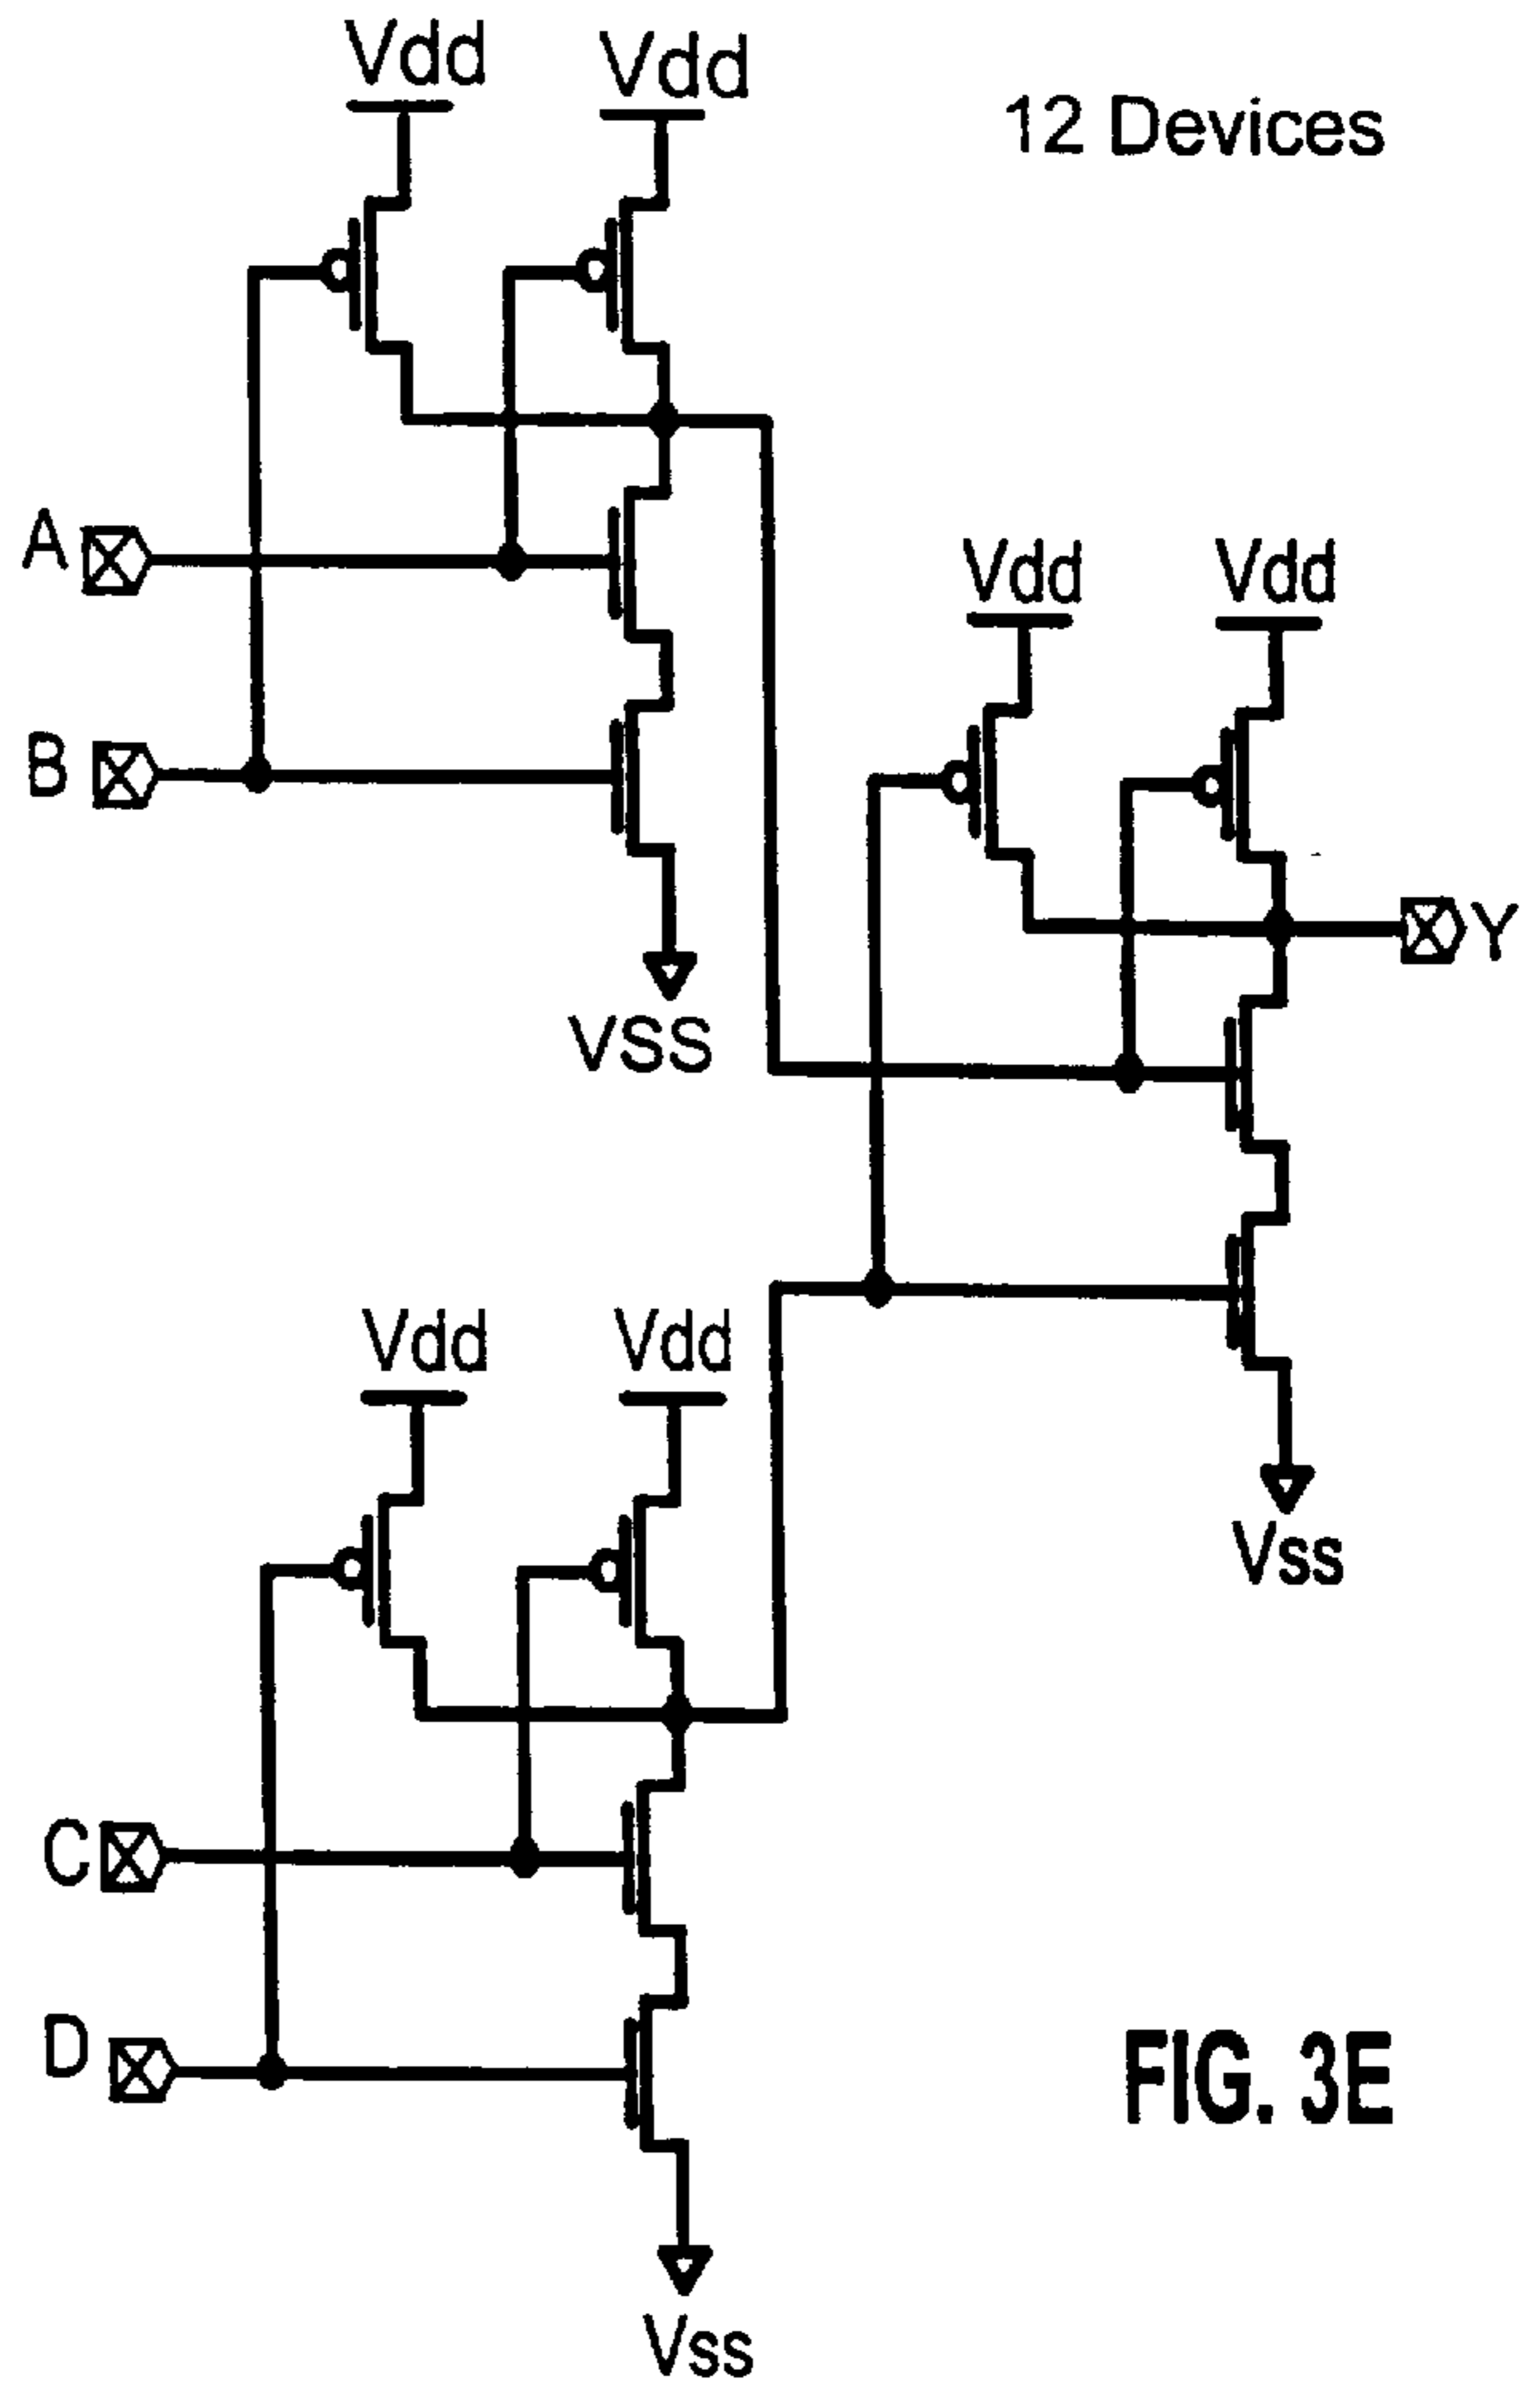 Vdd
Vdd
12 Devices
A
B
VSS
Vdd
Vdd
Y
Vss
Vdd
Vdd
C
D
Vss
FIG. 3E